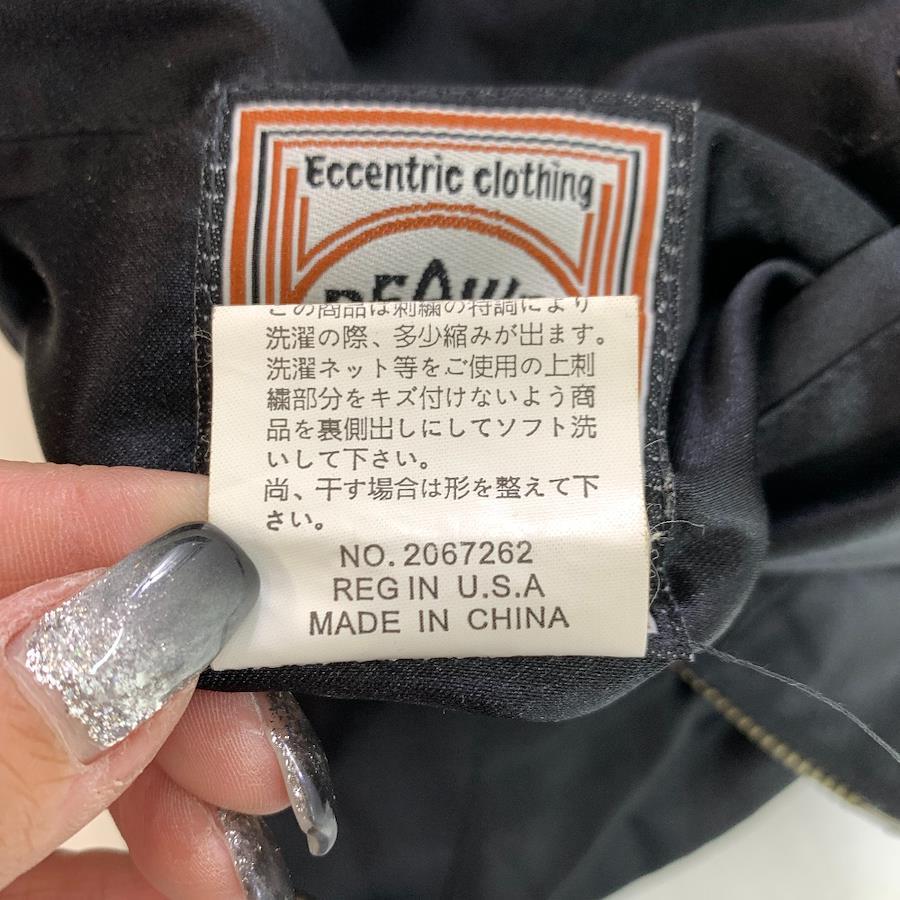 Eccentric clothing
この商品は刺繍の特調により
洗濯の際、多少縮みが出ます。
洗濯ネット等をご使用の上刺
繍部分をキズ付けないよう商
品を裏側出しにしてソフト洗
いして下さい。
尚、干す場合は形を整えて下
さい。
NO. 2067262
REG IN U.S.A
MADE IN CHINA